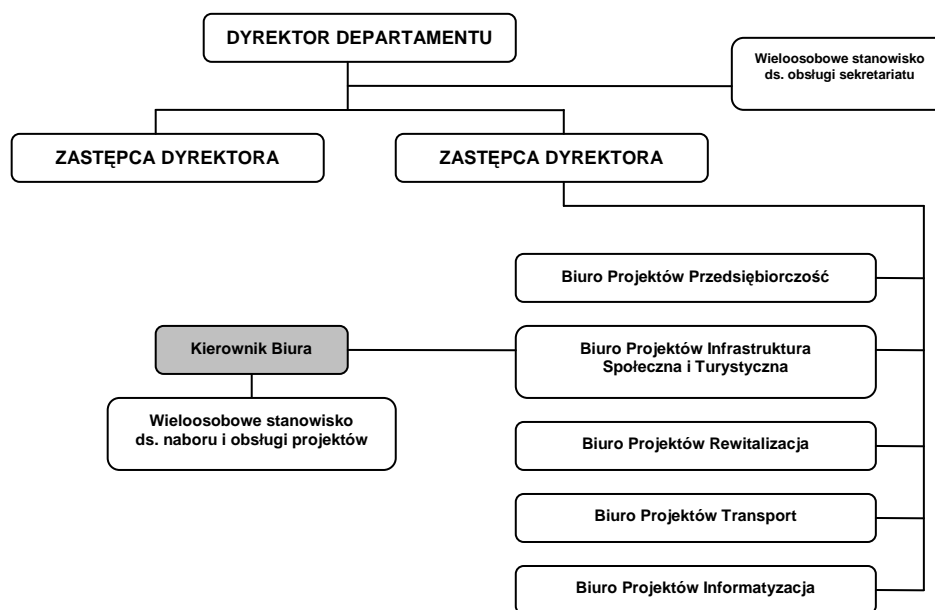 DYREKTOR DEPARTAMENTU
Wieloosobowe stanowisko
ds. obsługi sekretariatu
ZASTĘPCA DYREKTORA
ZASTĘPCA DYREKTORA
Biuro Projektów Przedsiębiorczość
Kierownik Biura
Biuro Projektów Infrastruktura
Społeczna i Turystyczna
Wieloosobowe stanowisko
ds. naboru i obsługi projektów
Biuro Projektów Rewitalizacja
Biuro Projektów Transport
Biuro Projektów Informatyzacja